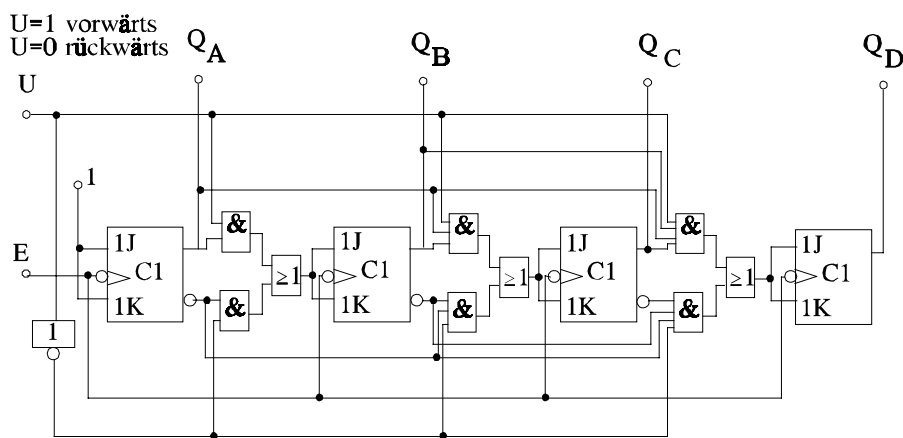 U=1 vorwärts
U=0 rückwärts
Q_A Q_B Q_C Q_D
U
1
& & &
E
1J 1J 1J 1J
C1 ≥1 C1 ≥1 C1 ≥1 C1
1K 1K 1K 1K
& & &
1